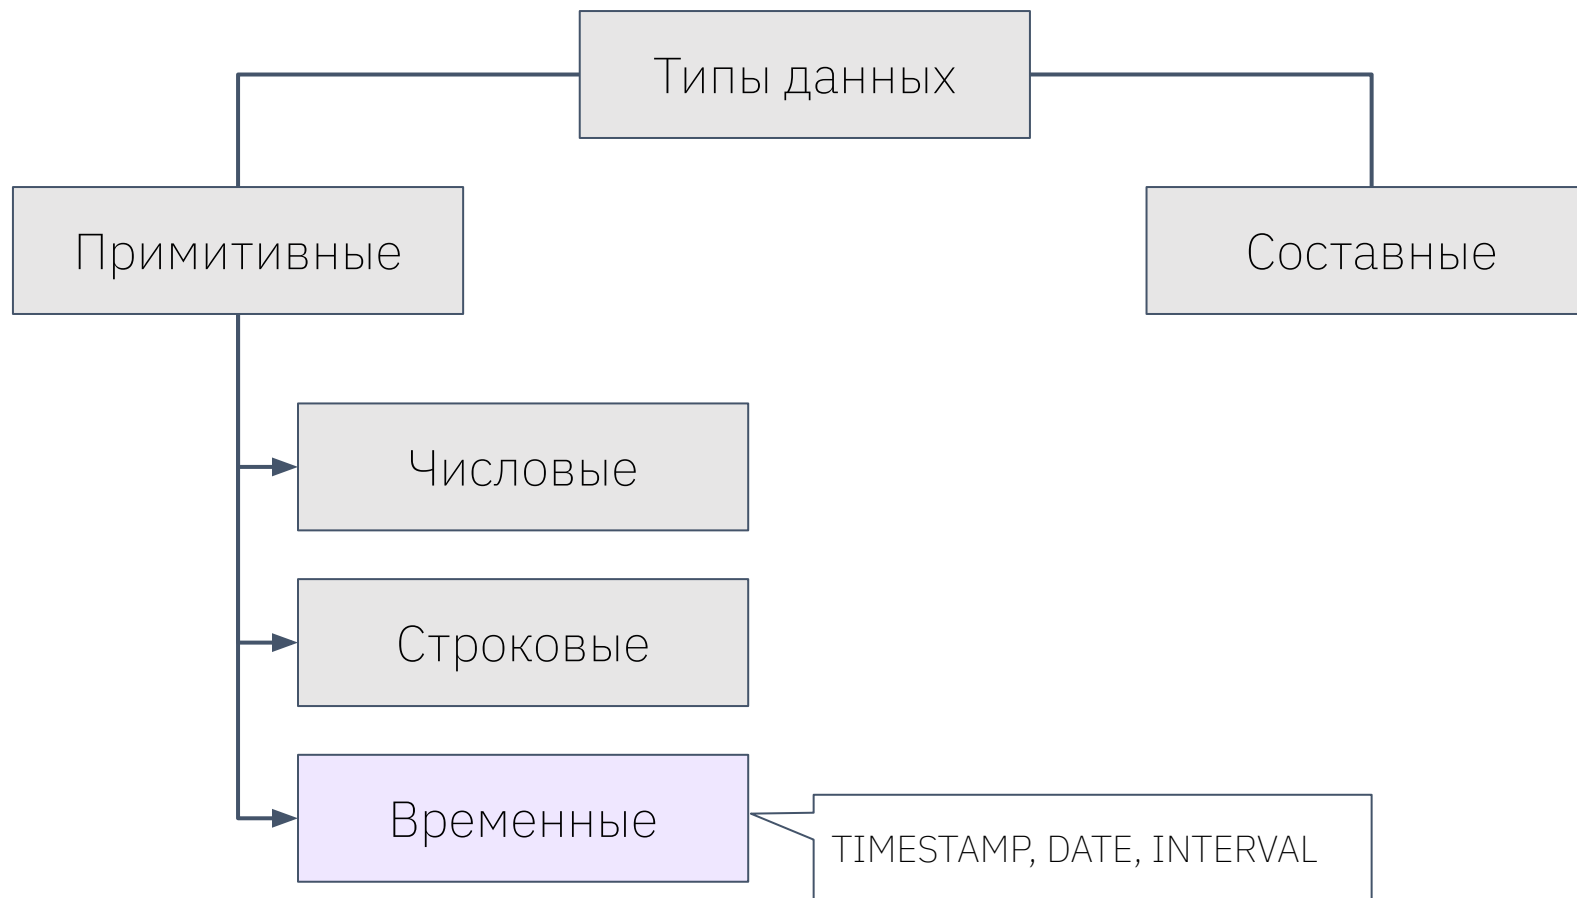 Типы данных
Примитивные
Составные
Числовые
Строковые
Временные
TIMESTAMP, DATE, INTERVAL